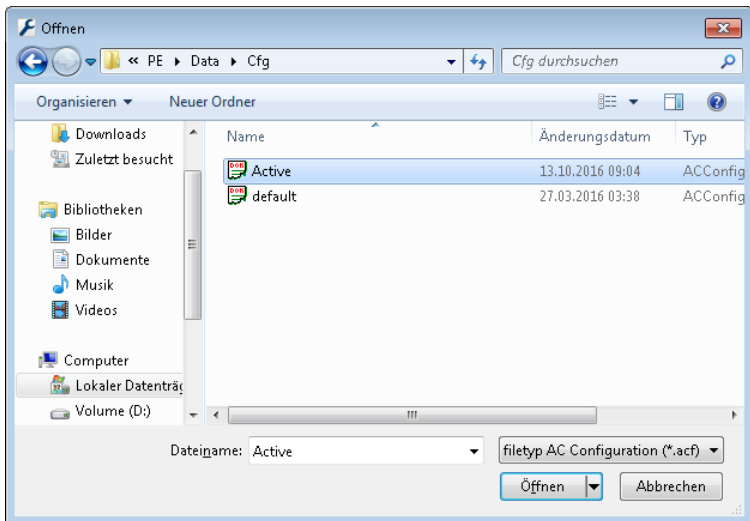 Öffnen
« PE ▸ Data ▸ Cfg
Cfg durchsuchen
Organisieren
Neuer Ordner
Downloads
Zuletzt besucht
Bibliotheken
Bilder
Dokumente
Musik
Videos
Computer
Lokaler Datenträg
Volume (D:)
Name Änderungsdatum Typ
DOK Active 13.10.2016 09:04 ACConfig
DOK default 27.03.2016 03:38 ACConfig
Dateiname: Active filetyp AC Configuration (*.acf)
Öffnen Abbrechen